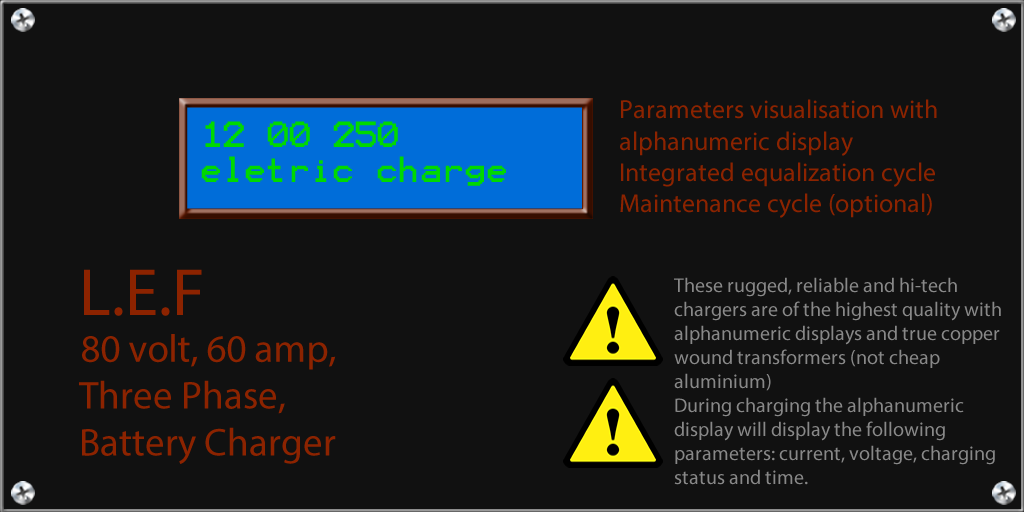 12 00 250
eletric charge
Parameters visualisation with
alphanumeric display
Integrated equalization cycle
Maintenance cycle (optional)
L.E.F
80 volt, 60 amp,
Three Phase,
Battery Charger
These rugged, reliable and hi-tech
chargers are of the highest quality with
alphanumeric displays and true copper
wound transformers (not cheap
aluminium)
During charging the alphanumeric
display will display the following
parameters: current, voltage, charging
status and time.